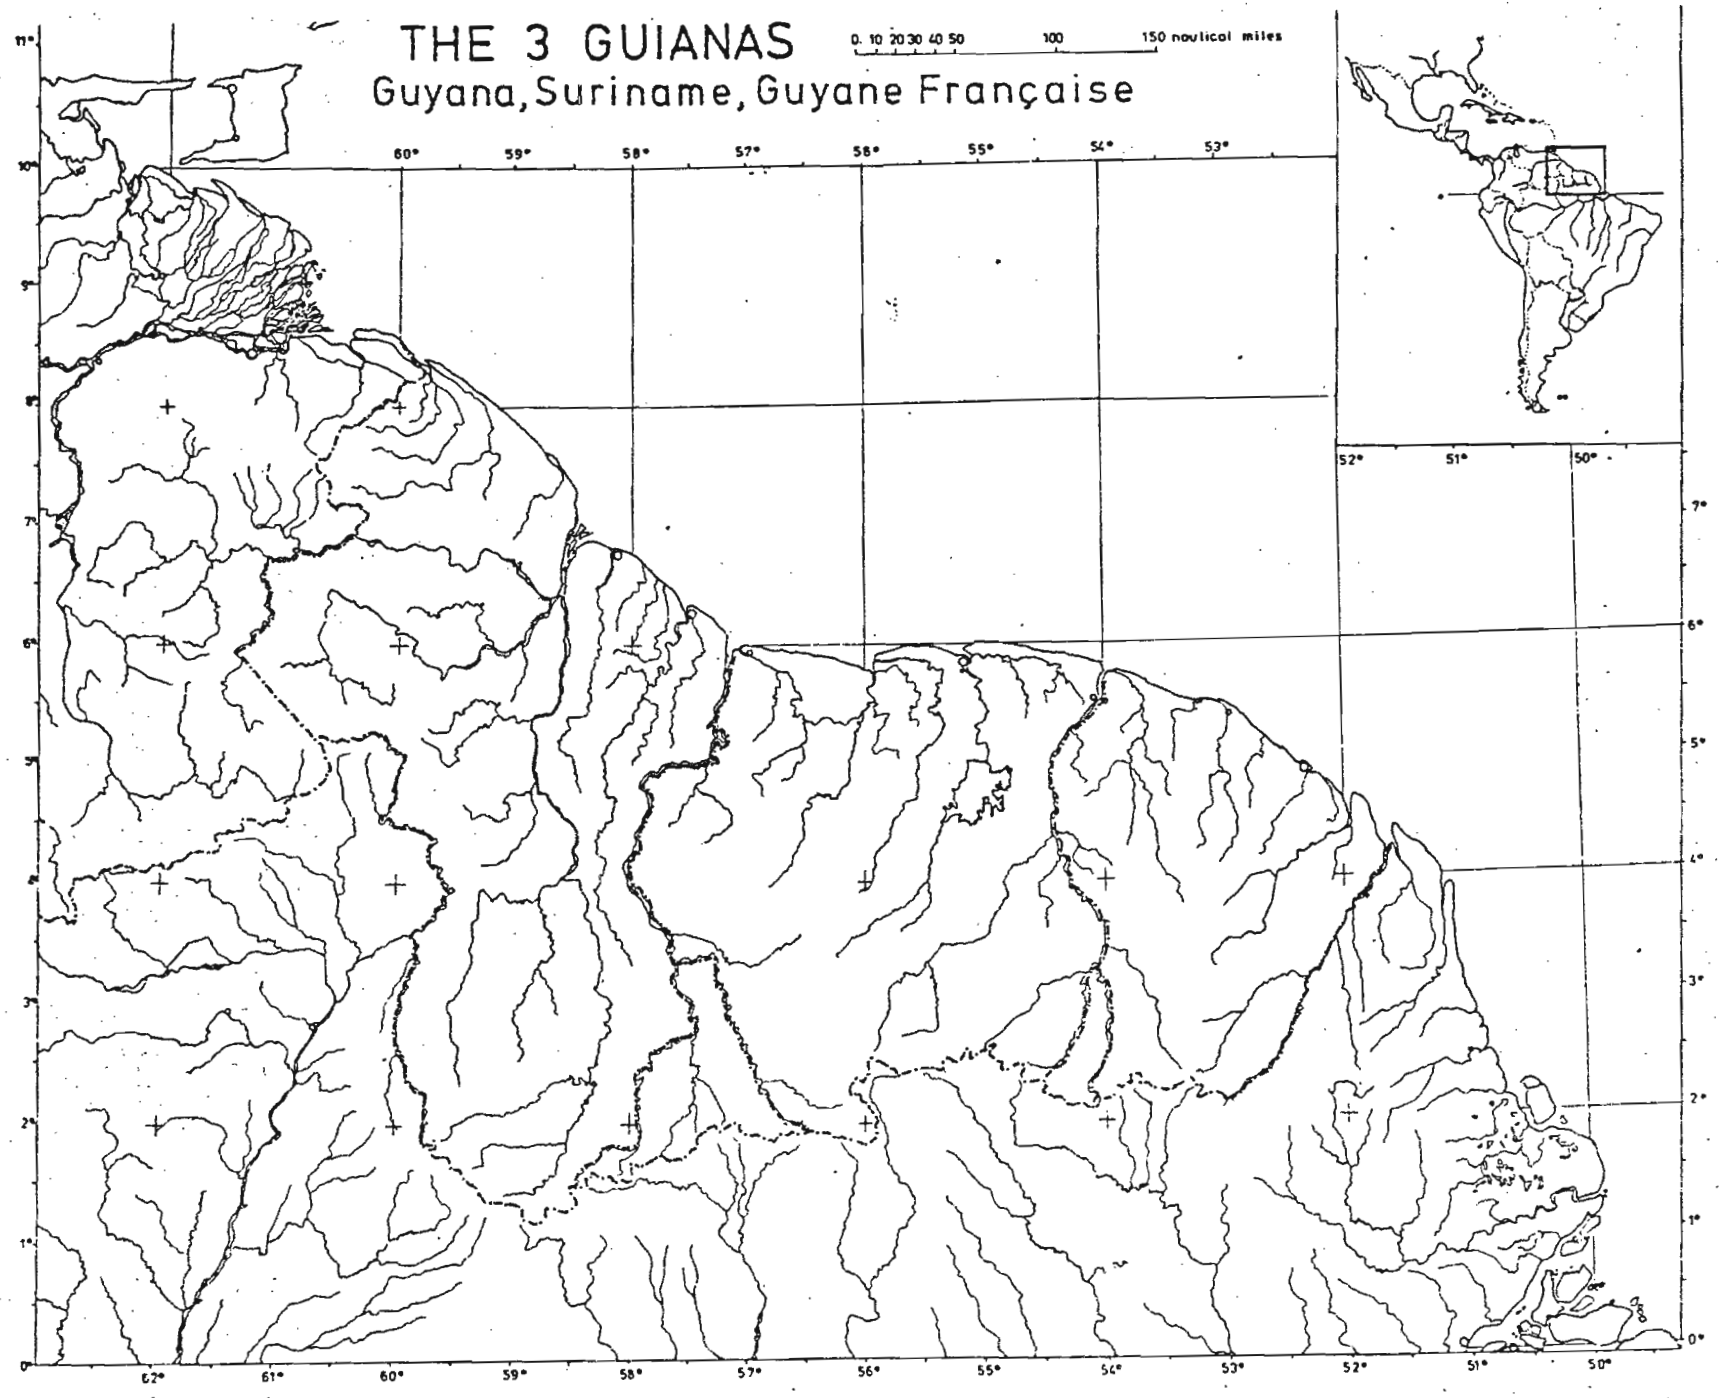 THE 3 GUIANAS
Guyana, Suriname, Guyane Française
0. 10 20 30 40 50 100 150 nautical miles
11°
60° 59° 58° 57° 56° 55° 54° 53°
10°
9°
8°
52° 51° 50°
7° 7°
6° 6°
5° 5°
4° 4°
3° 3°
2° 2°
1° 1°
0° 0°
62° 61° 60° 59° 58° 57° 56° 55° 54° 53° 52° 51° 50°